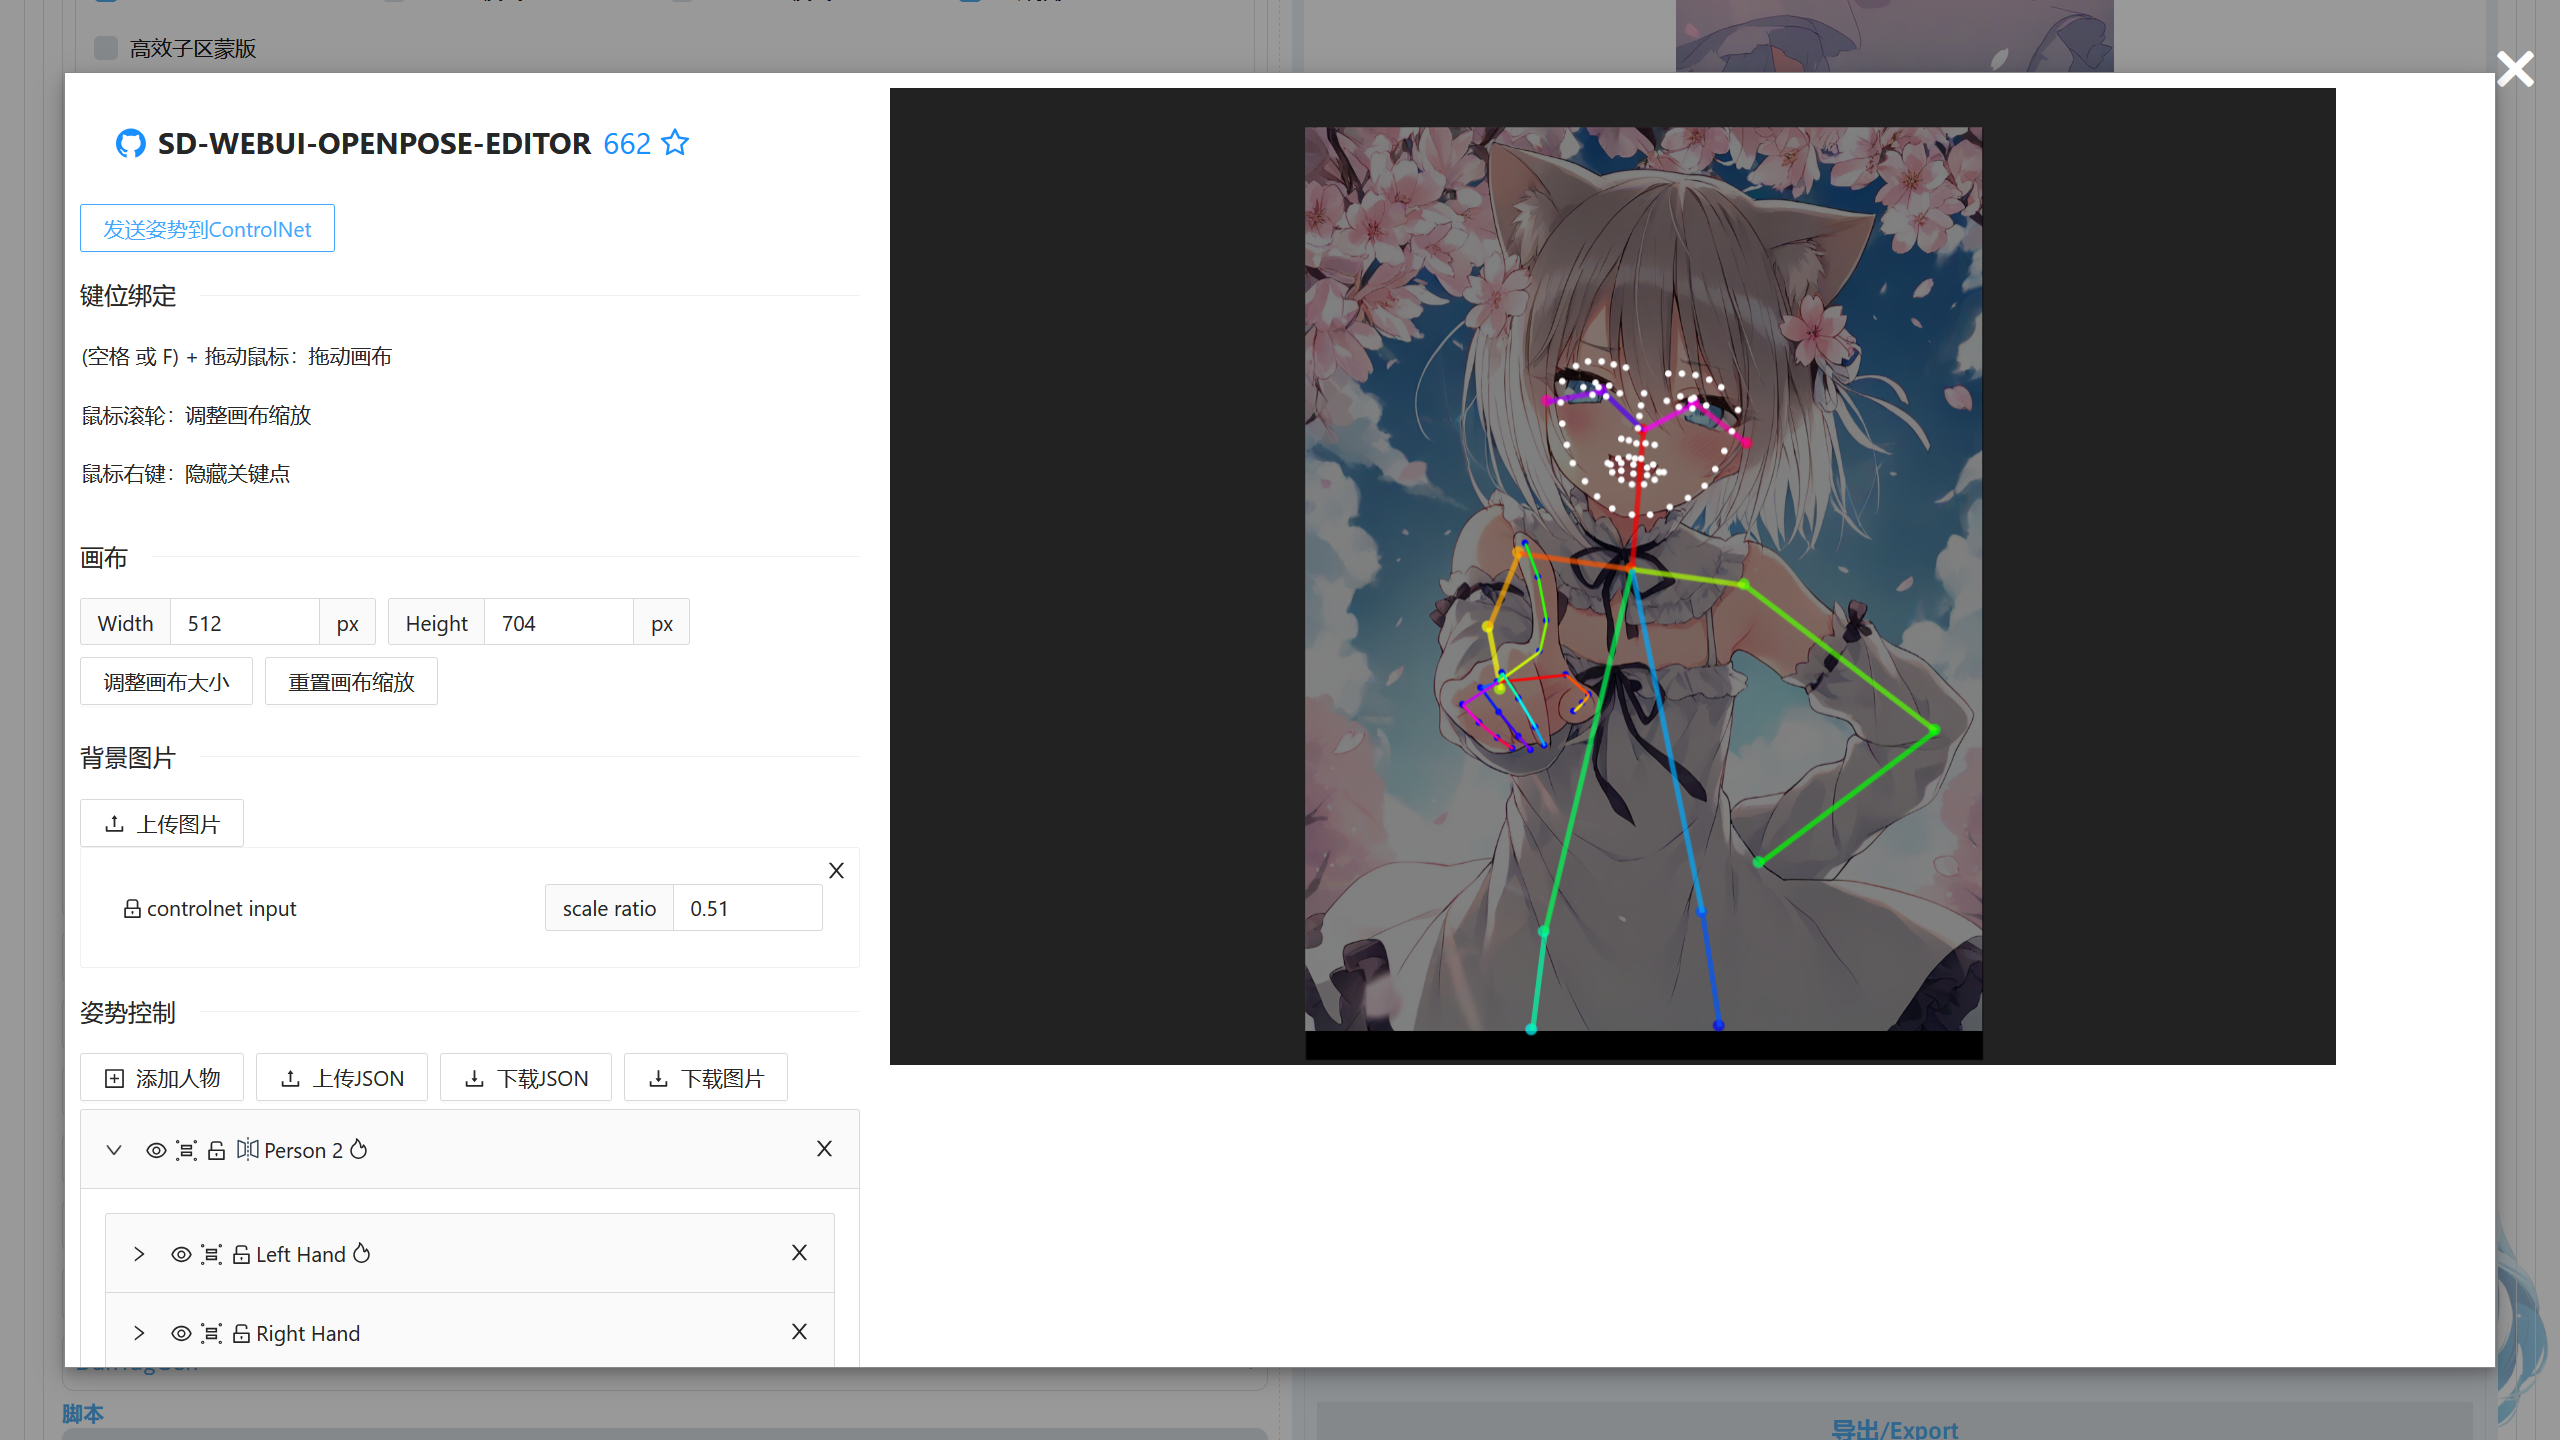 高效子区蒙版
SD-WEBUI-OPENPOSE-EDITOR 662
发送姿势到ControlNet
键位绑定
(空格 或 F) + 拖动鼠标：拖动画布
鼠标滚轮：调整画布缩放
鼠标右键：隐藏关键点
画布
Width 512 px Height 704 px
调整画布大小 重置画布缩放
背景图片
上传图片
controlnet input scale ratio 0.51
姿势控制
添加人物 上传JSON 下载JSON 下载图片
Person 2
Left Hand
Right Hand
脚本
导出/Export